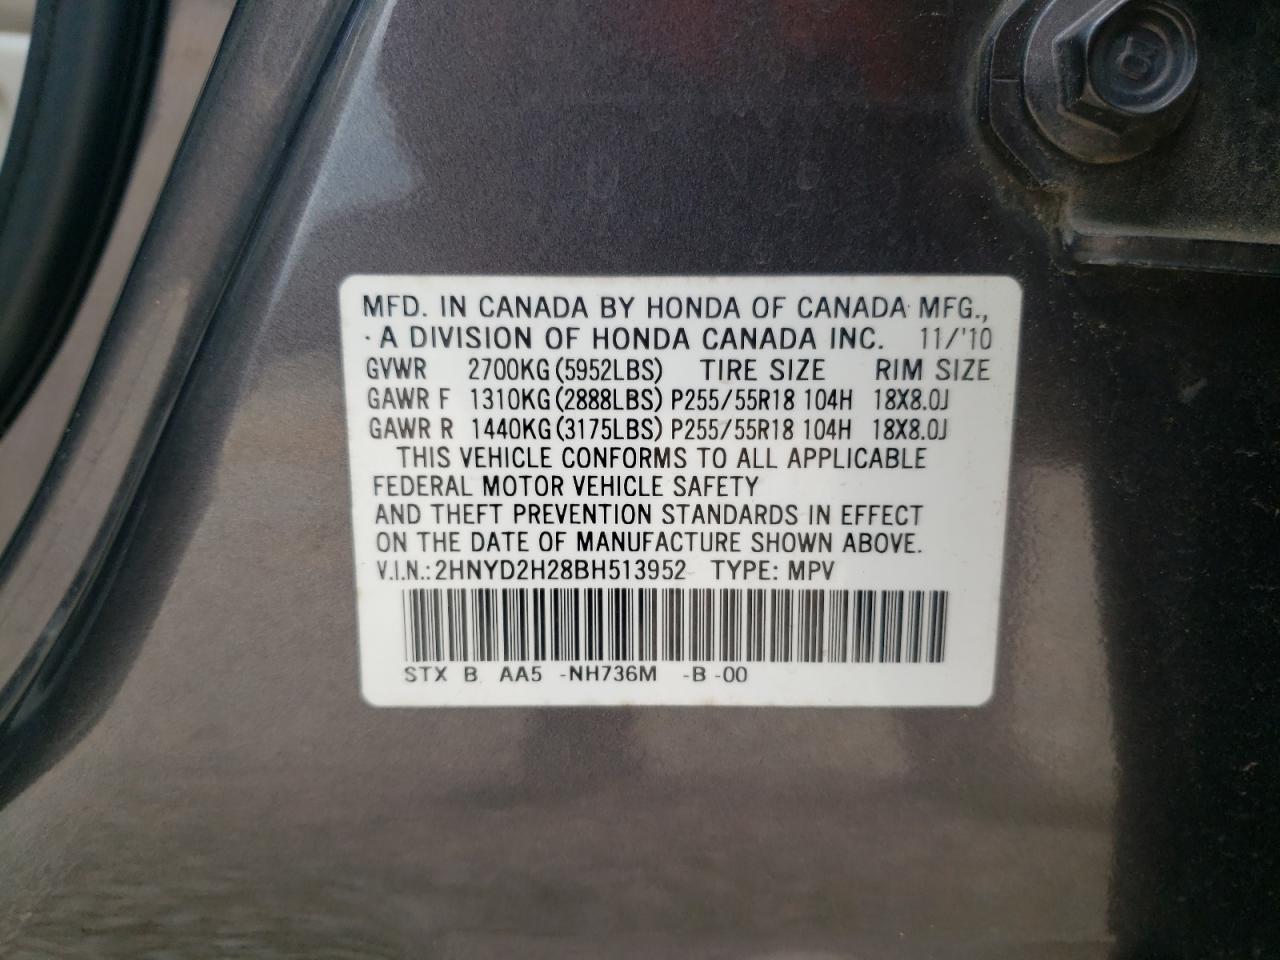 MFD. IN CANADA BY HONDA OF CANADA MFG.,
A DIVISION OF HONDA CANADA INC. 11/'10
GVWR 2700KG (5952LBS) TIRE SIZE RIM SIZE
GAWR F 1310KG (2888LBS) P255/55R18 104H 18X8.0J
GAWR R 1440KG (3175LBS) P255/55R18 104H 18X8.0J
THIS VEHICLE CONFORMS TO ALL APPLICABLE
FEDERAL MOTOR VEHICLE SAFETY
AND THEFT PREVENTION STANDARDS IN EFFECT
ON THE DATE OF MANUFACTURE SHOWN ABOVE.
V.I.N.: 2HNYD2H28BH513952 TYPE: MPV
STX B AA5 -NH736M -B -00